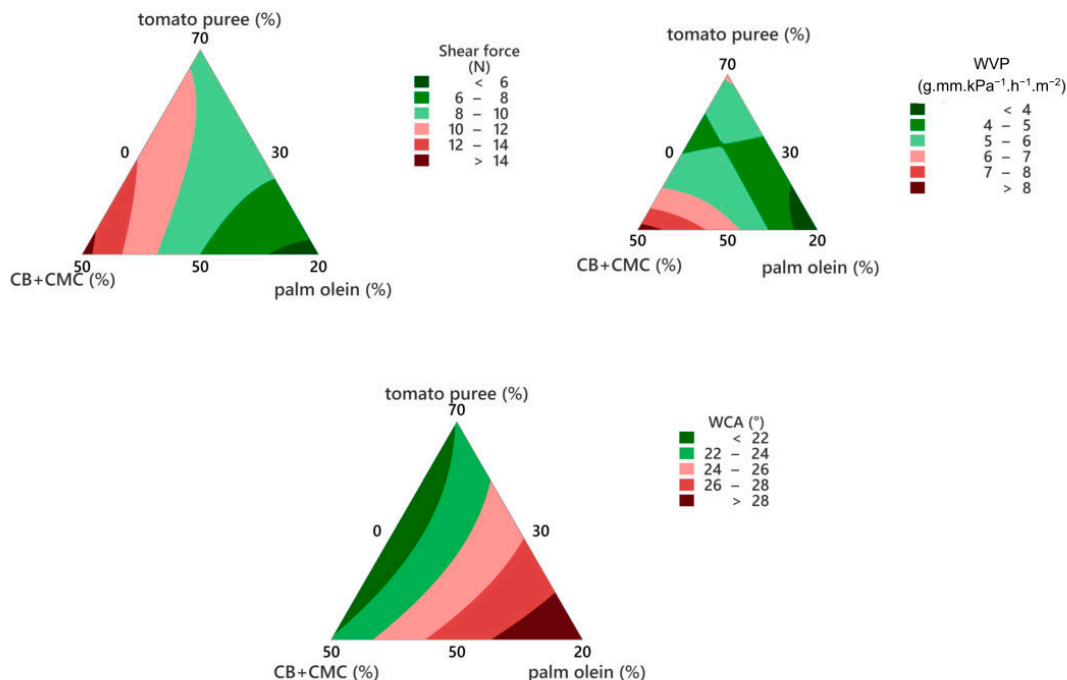 tomato puree (%)
70
Shear force
(N)
< 6
6 – 8
8 – 10
10 – 12
12 – 14
> 14
0
30
50
50
20
CB+CMC (%)
palm olein (%)
tomato puree (%)
70
WVP
(g.mm.kPa⁻¹.h⁻¹.m⁻²)
< 4
4 – 5
5 – 6
6 – 7
7 – 8
> 8
0
30
50
50
20
CB+CMC (%)
palm olein (%)
tomato puree (%)
70
WCA (°)
< 22
22 – 24
24 – 26
26 – 28
> 28
0
30
50
50
20
CB+CMC (%)
palm olein (%)